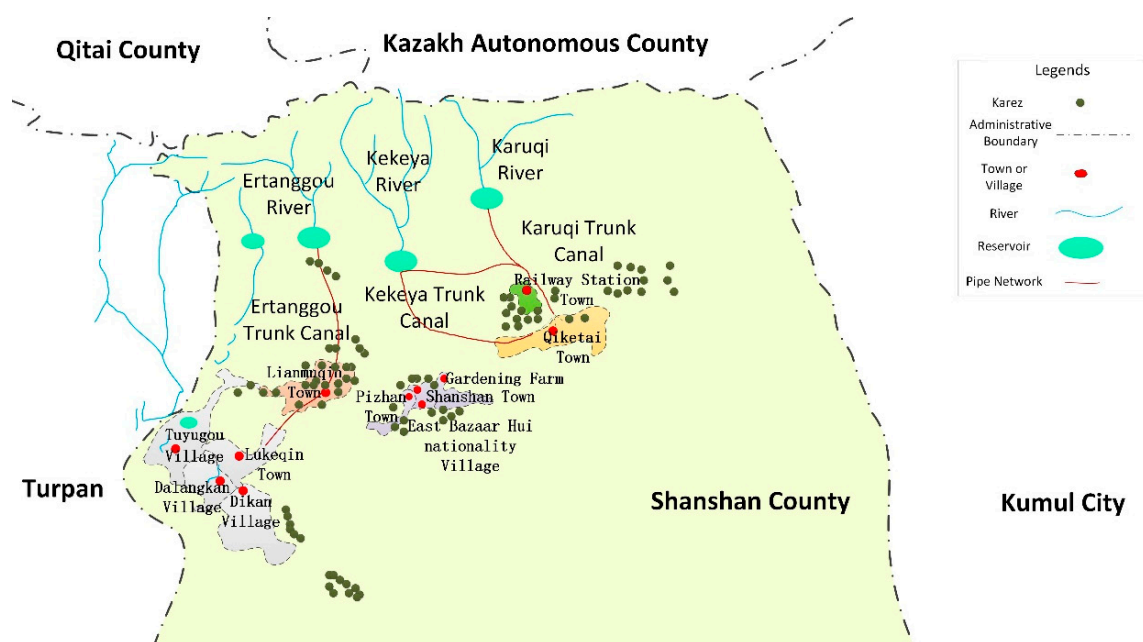 Qitai County
Kazakh Autonomous County
Legends
Karez
Administrative
Boundary
Town or
Village
River
Reservoir
Pipe Network
Karuqi
River
Kekeya
River
Ertanggou
River
Karuqi Trunk
Canal
Railway Station
Town
Kekeya Trunk
Canal
Ertanggou
Trunk Canal
Qiketai
Town
Lianmnqin
Town
Gardening Farm
Pizhan
Town
Shanshan Town
East Bazaar Hui
nationality
Village
Tuyugou
Village
Lukeqin
Town
Dalangkan
Village
Dikan
Village
Turpan
Shanshan County
Kumul City